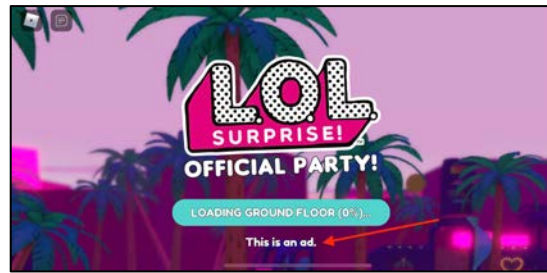 L.O.L.
SURPRISE!
OFFICIAL PARTY!
LOADING GROUND FLOOR (0%)...
This is an ad.